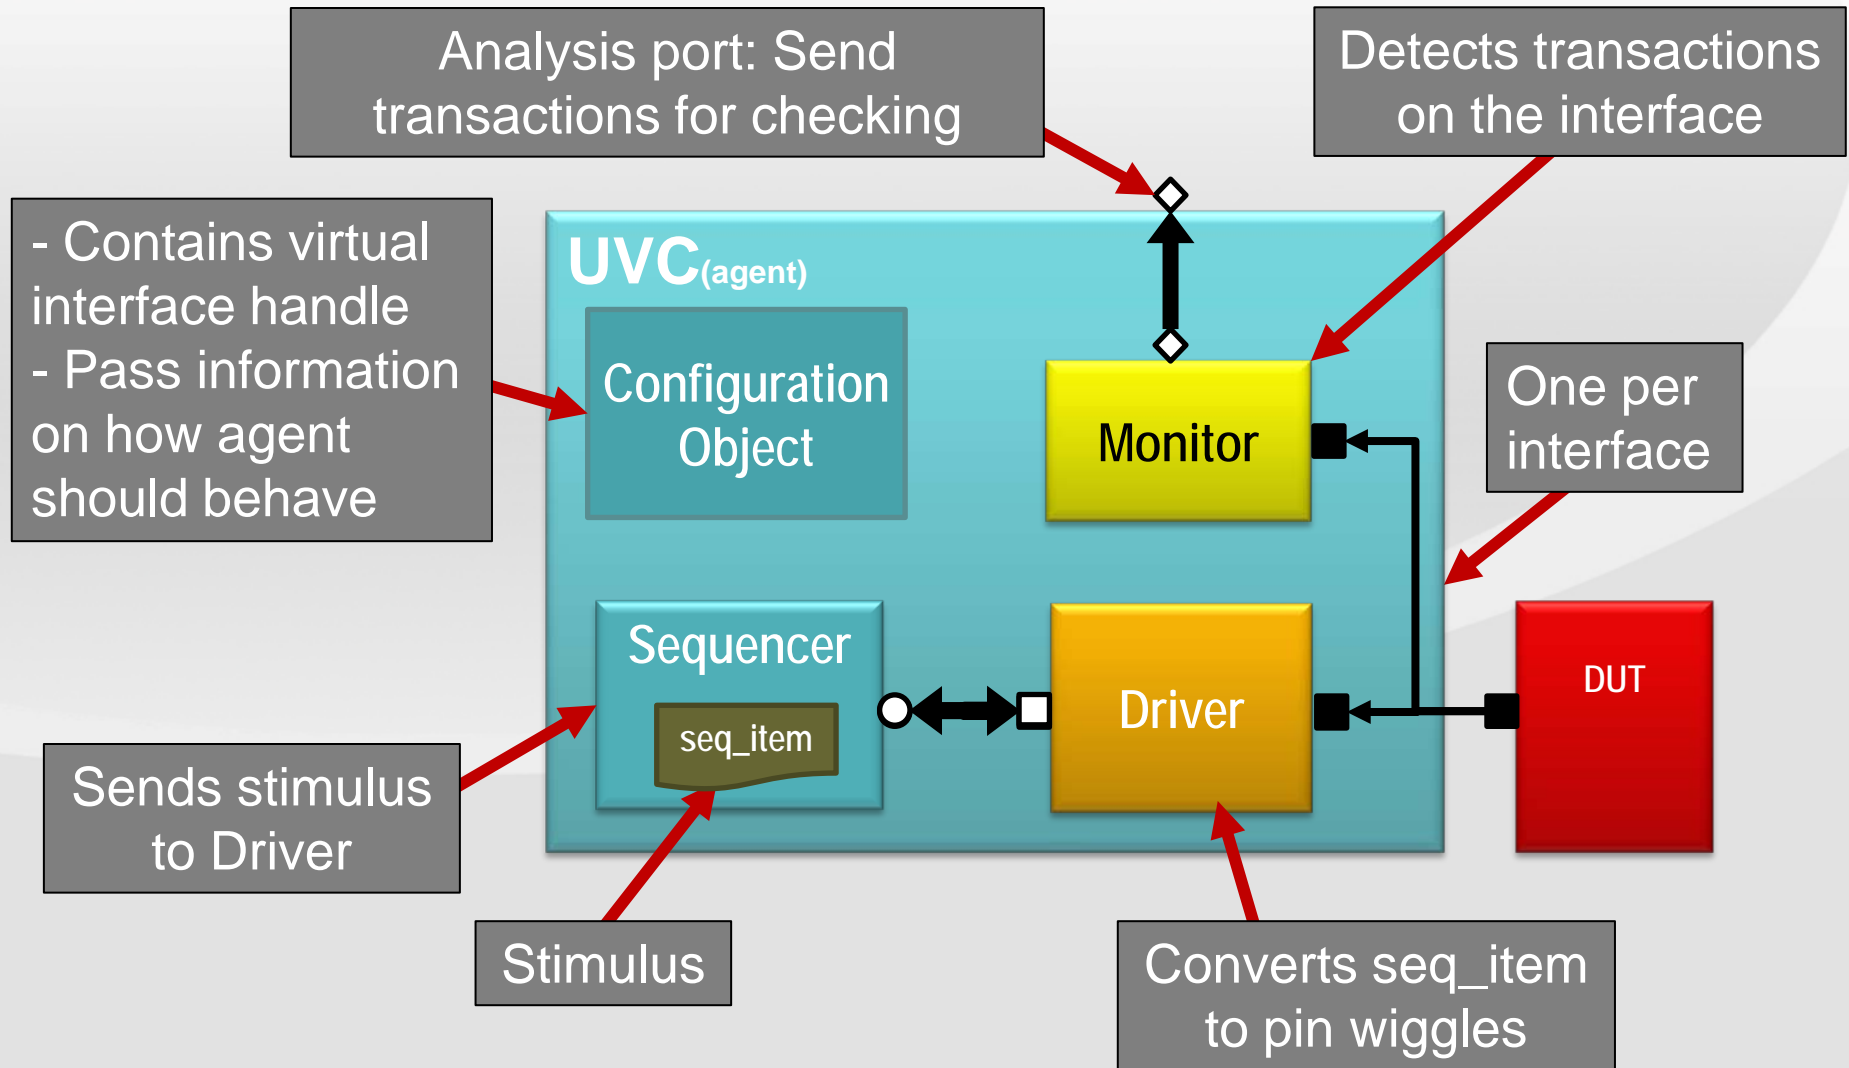 Analysis port: Send
transactions for checking
Detects transactions
on the interface
- Contains virtual
interface handle
- Pass information
on how agent
should behave
UVC(agent)
Configuration
Object
Monitor
One per
interface
Sequencer
seq_item
Driver
DUT
Sends stimulus
to Driver
Stimulus
Converts seq_item
to pin wiggles